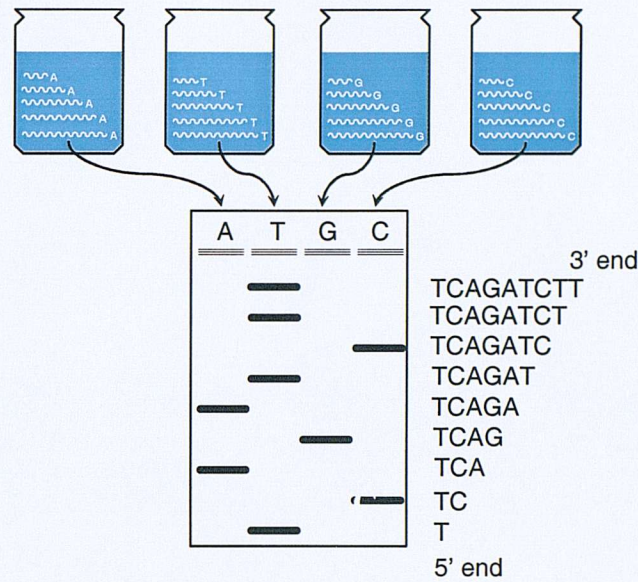 A T G C
A T G C
A T G C
A T G C
A T G C
A T G C
3' end
TCAGATCTT
TCAGATCT
TCAGATC
TCAGAT
TCAGA
TCAG
TCA
TC
T
5' end